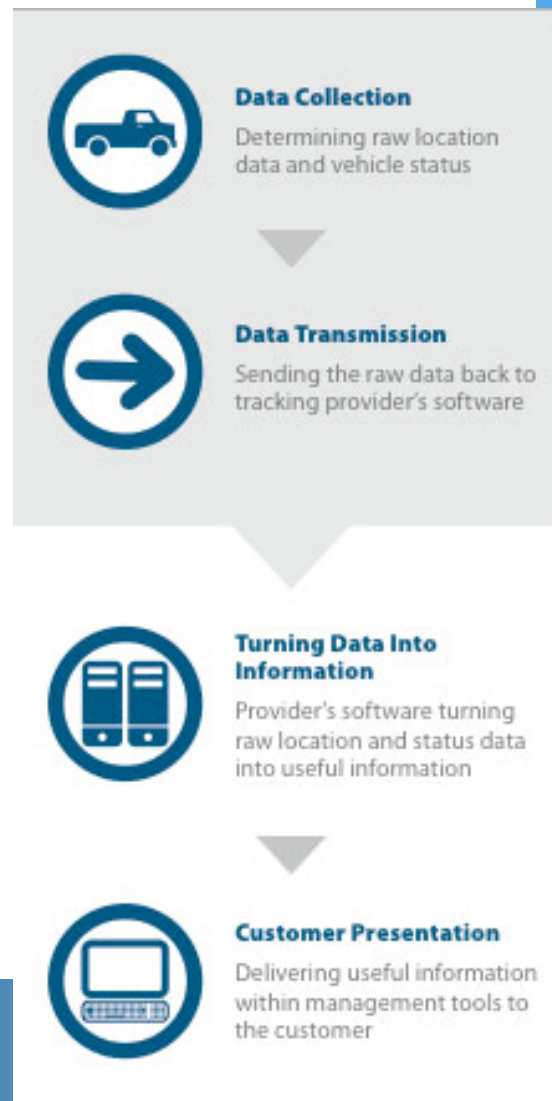 Data Collection
Determining raw location
data and vehicle status
Data Transmission
Sending the raw data back to
tracking provider's software
Turning Data Into
Information
Provider's software turning
raw location and status data
into useful information
Customer Presentation
Delivering useful information
within management tools to
the customer